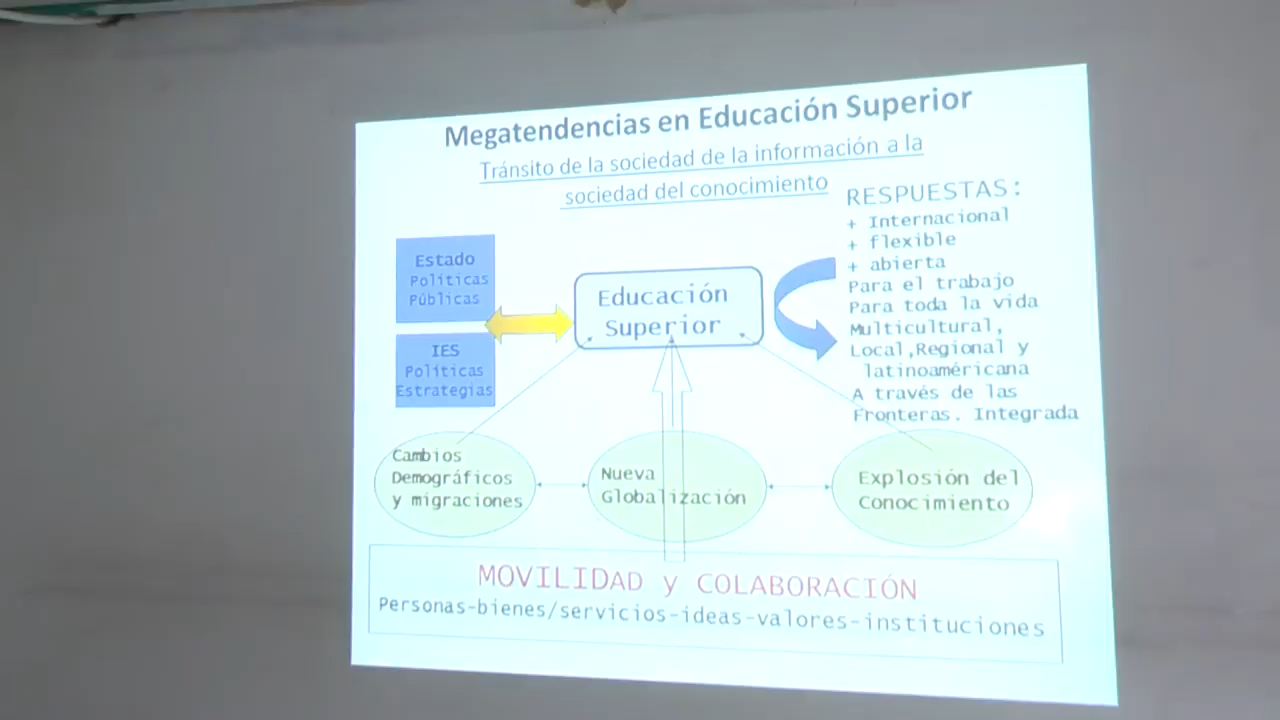 Megatendencias en Educación Superior
Tránsito de la sociedad de la información a la
sociedad del conocimiento
Estado
Políticas
Públicas
IES
Políticas
Estrategias
Educación
Superior
RESPUESTAS:
+ Internacional
+ flexible
+ abierta
Para el trabajo
Para toda la vida
Multicultural,
Local,Regional y
latinoaméricana
A través de las
Fronteras. Integrada
Cambios
Demográficos
y migraciones
Nueva
Globalización
Explosión del
Conocimiento
MOVILIDAD y COLABORACIÓN
Personas-bienes/servicios-ideas-valores-instituciones